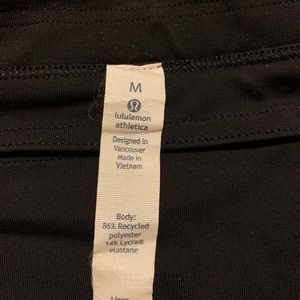 M
lululemon
athletica
Designed in
Vancouver
Made in
Vietnam
Body:
86% Recycled
polyester
14% Lycra®
elastane